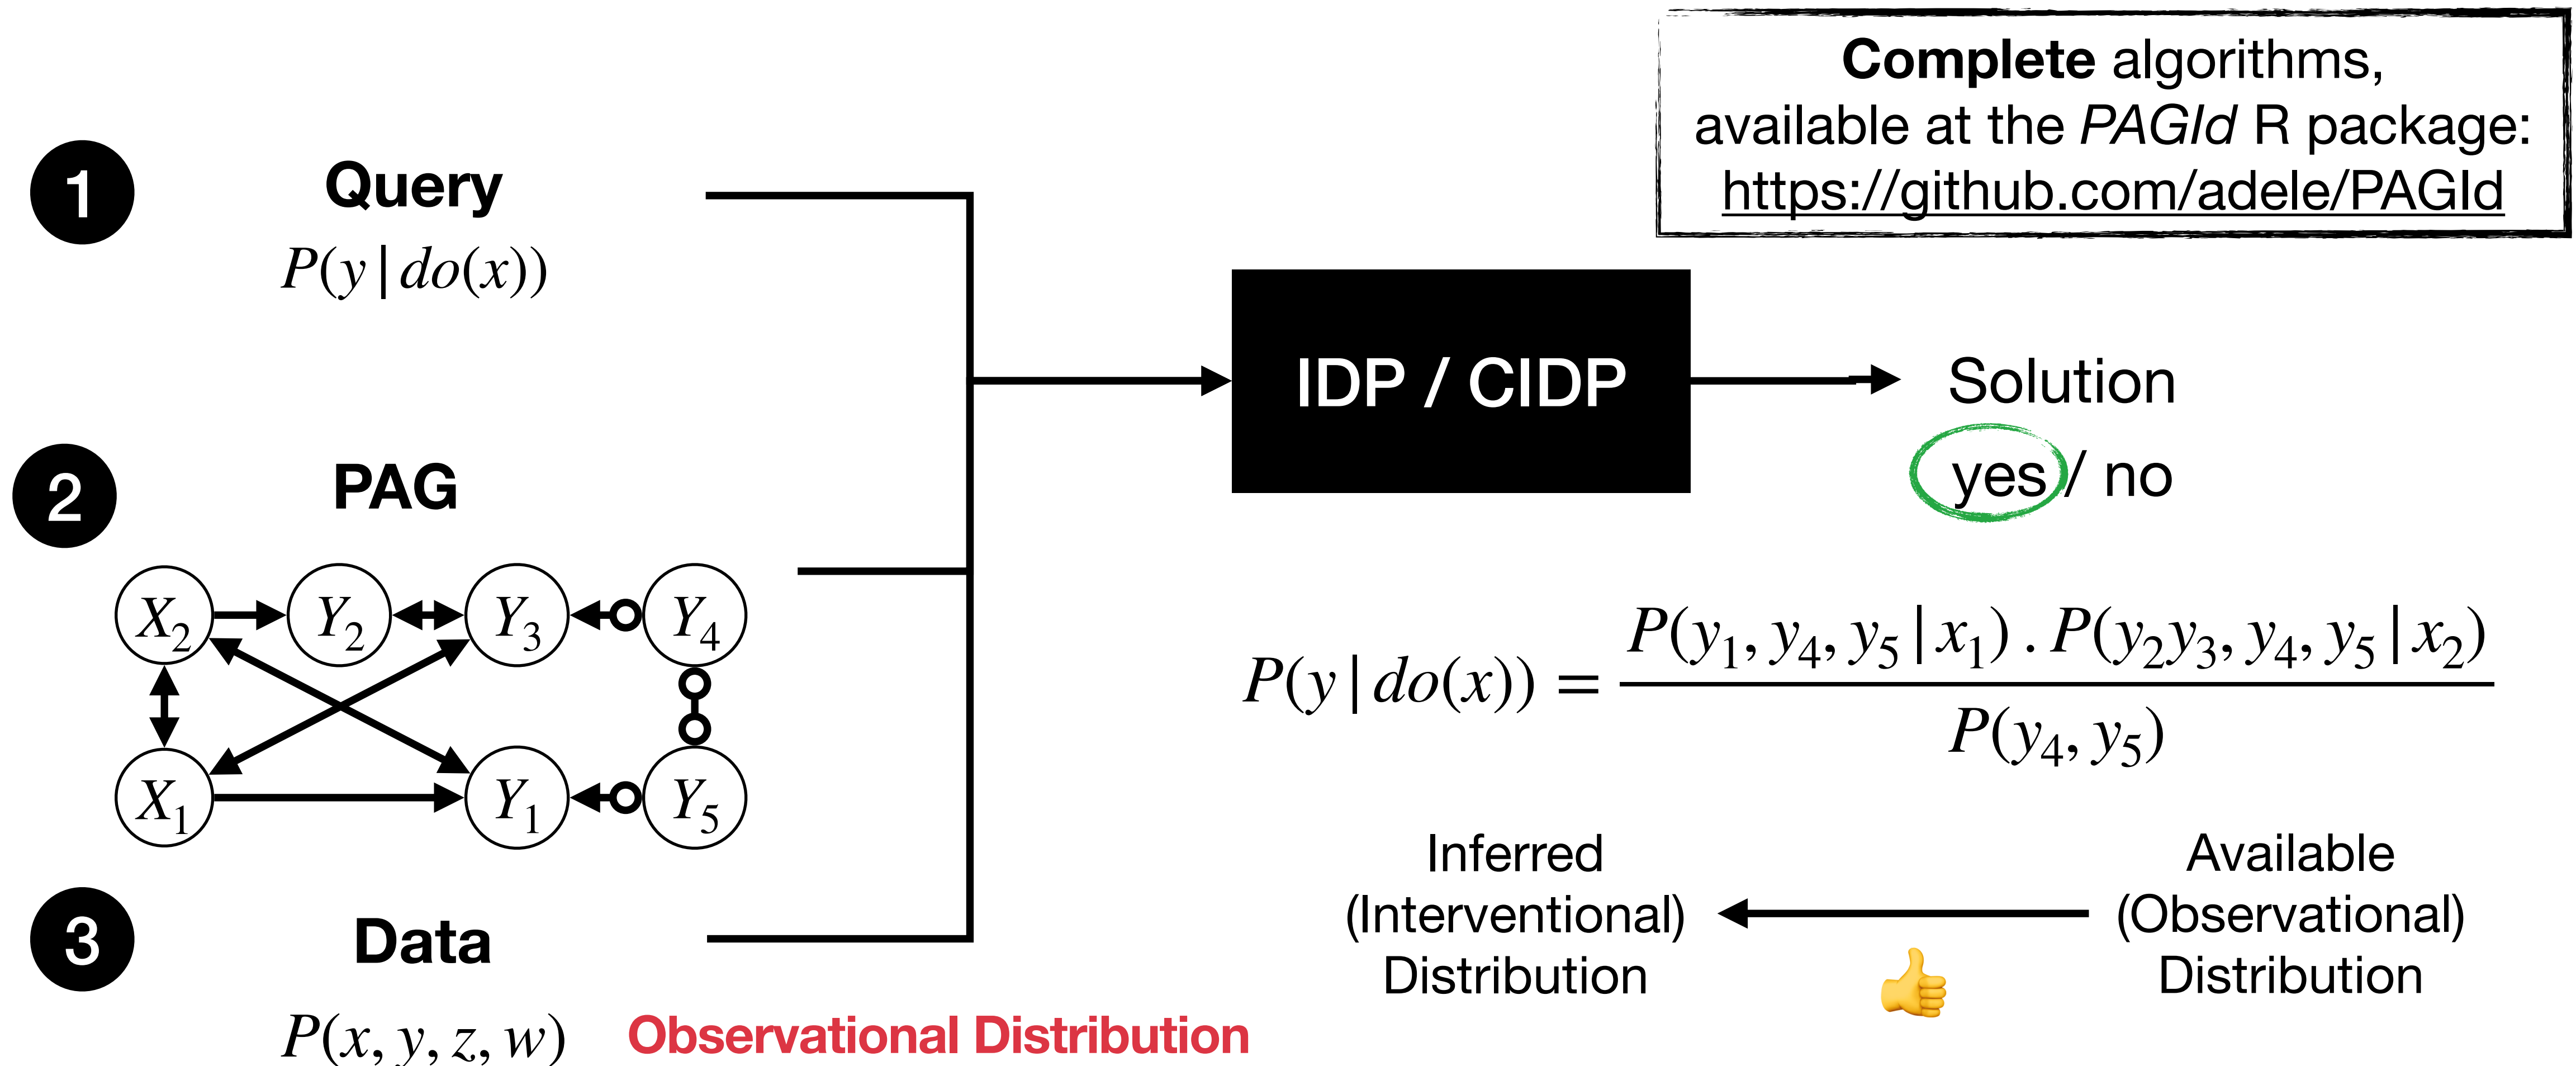 Complete algorithms,
available at the PAGId R package:
https://github.com/adele/PAGId
1
Query
P(y | do(x))
IDP / CIDP
Solution
yes / no
2
PAG
X₂
Y₂
Y₃
Y₄
X₁
Y₁
Y₅
P(y | do(x)) = P(y₁, y₄, y₅ | x₁) . P(y₂y₃, y₄, y₅ | x₂)
P(y₄, y₅)
Inferred
(Interventional)
Distribution
Available
(Observational)
Distribution
3
Data
P(x, y, z, w)
Observational Distribution